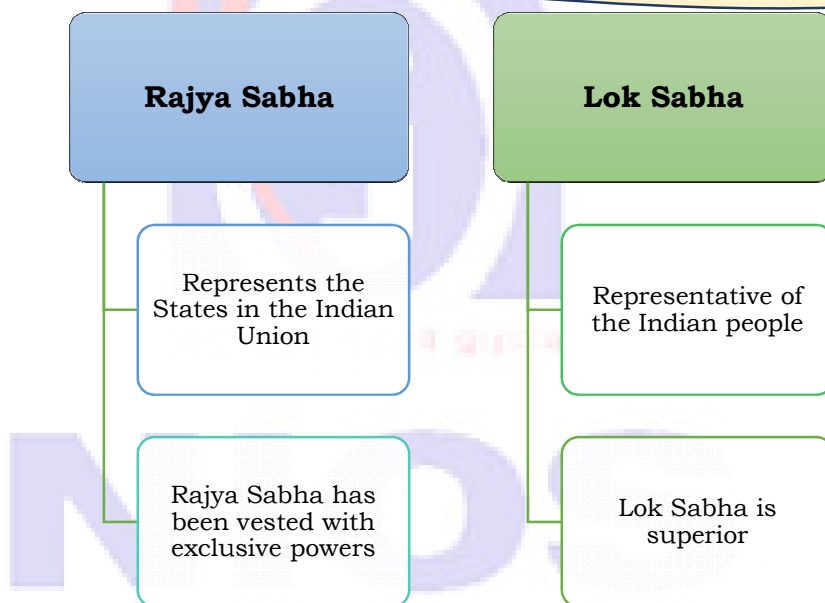 Rajya Sabha
Represents the
States in the Indian
Union
Rajya Sabha has
been vested with
exclusive powers
Lok Sabha
Representative of
the Indian people
Lok Sabha is
superior
NIOS